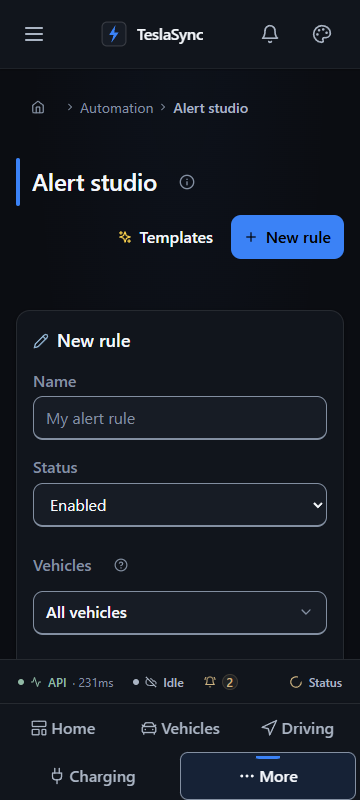 TeslaSync
Automation
Alert studio
Alert studio
Templates
New rule
New rule
Name
My alert rule
Status
Enabled
Vehicles
All vehicles
API · 231ms
Idle
2
Status
Home
Vehicles
Driving
Charging
More